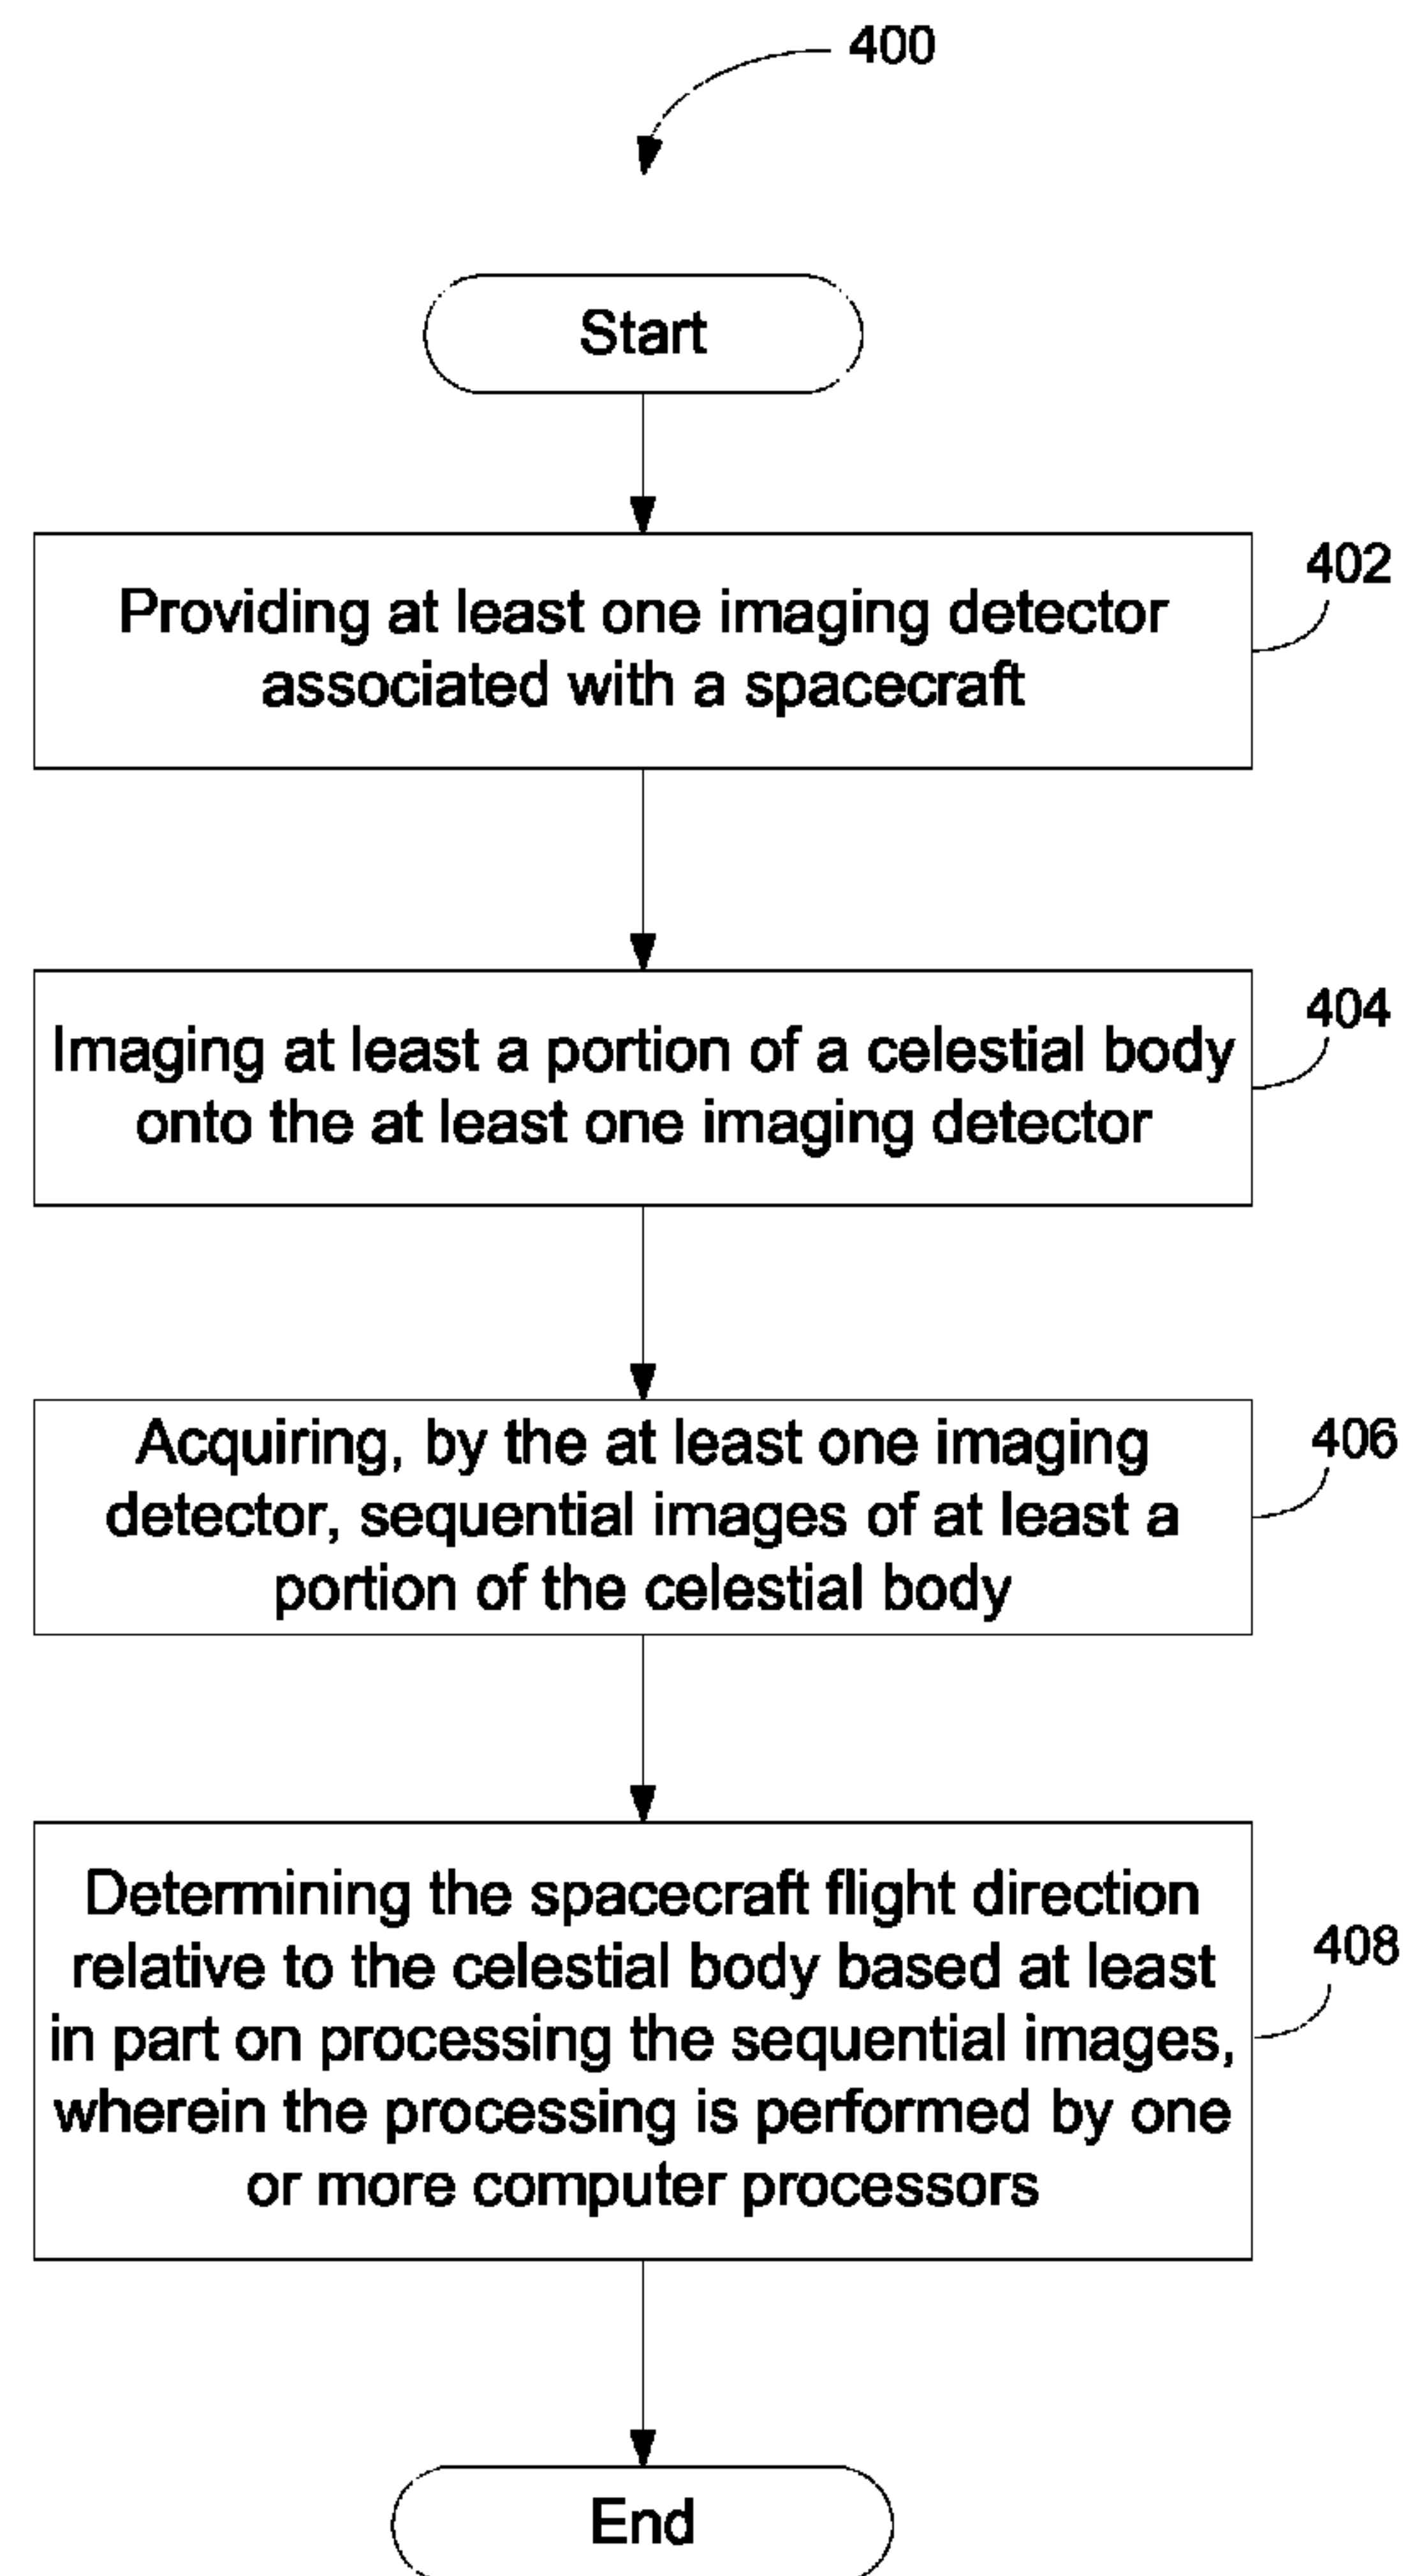 400
Start
Providing at least one imaging detector
associated with a spacecraft
402
Imaging at least a portion of a celestial body
onto the at least one imaging detector
404
Acquiring, by the at least one imaging
detector, sequential images of at least a
portion of the celestial body
406
Determining the spacecraft flight direction
relative to the celestial body based at least
in part on processing the sequential images,
wherein the processing is performed by one
or more computer processors
408
End